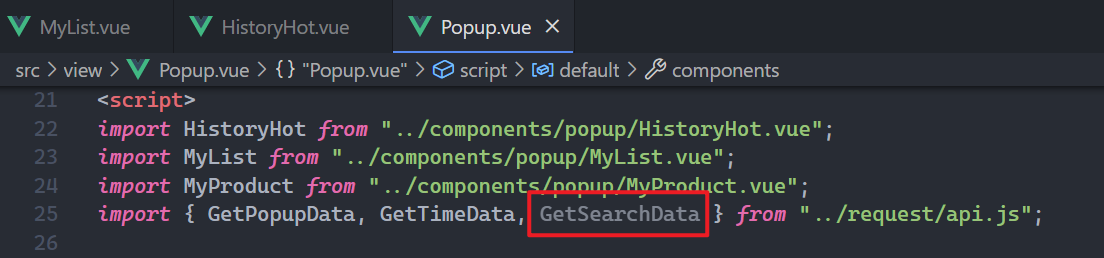 MyList.vue HistoryHot.vue Popup.vue ×
src > view > Popup.vue > {} "Popup.vue" > script > default > components
21 <script>
22 import HistoryHot from "../components/popup/HistoryHot.vue";
23 import MyList from "../components/popup/MyList.vue";
24 import MyProduct from "../components/popup/MyProduct.vue";
25 import { GetPopupData, GetTimeData, GetSearchData } from "../request/api.js";
26